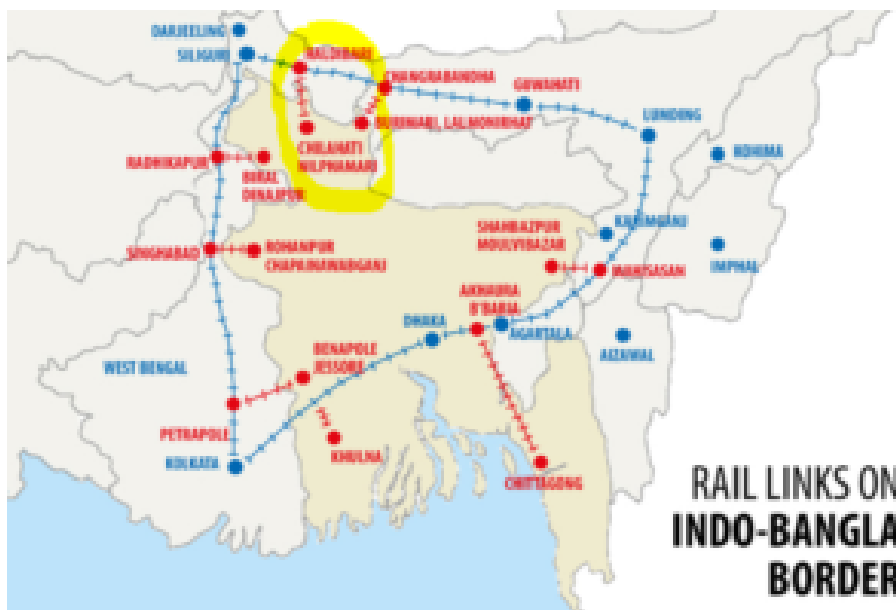 DARJEELING
SILIGURI
HALDIBARI
CHANGRABANDHA
GUWAHATI
BURIMARI, LALMONIRHAT
LUMDING
CHILAHATI
NILPHAMARI
RADHIKAPUR
BIRAL
DINAJPUR
KARIMGANJ
SHAHBAZPUR
MOULVIBAZAR
IMPHAL
SINGHABAD
ROHANPUR
CHAPAINAWABGANJ
MAHISASAN
AKHAURA
B'BARIA
DHAKA
AGARTALA
AIZAWAL
WEST BENGAL
BENAPOLE
JESSORE
PETRAPOLE
KHULNA
KOLKATA
CHITTAGONG
RAIL LINKS ON
INDO-BANGLA
BORDER